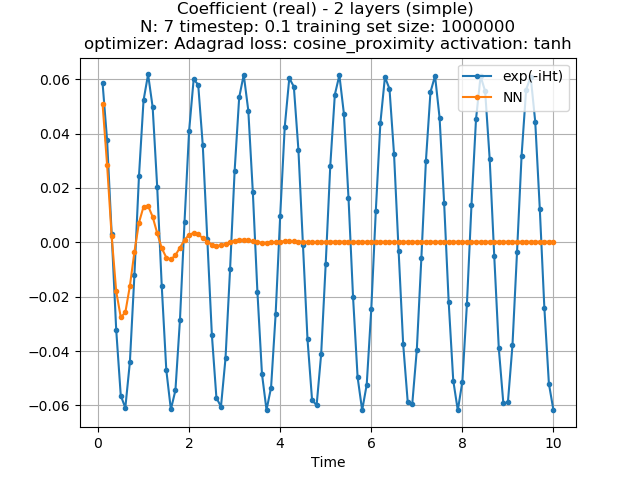 Coefficient (real) - 2 layers (simple)
N: 7 timestep: 0.1 training set size: 1000000
optimizer: Adagrad loss: cosine_proximity activation: tanh
exp(-iHt)
NN
0.06
0.04
0.02
0.00
−0.02
−0.04
−0.06
0 2 4 6 8 10
Time